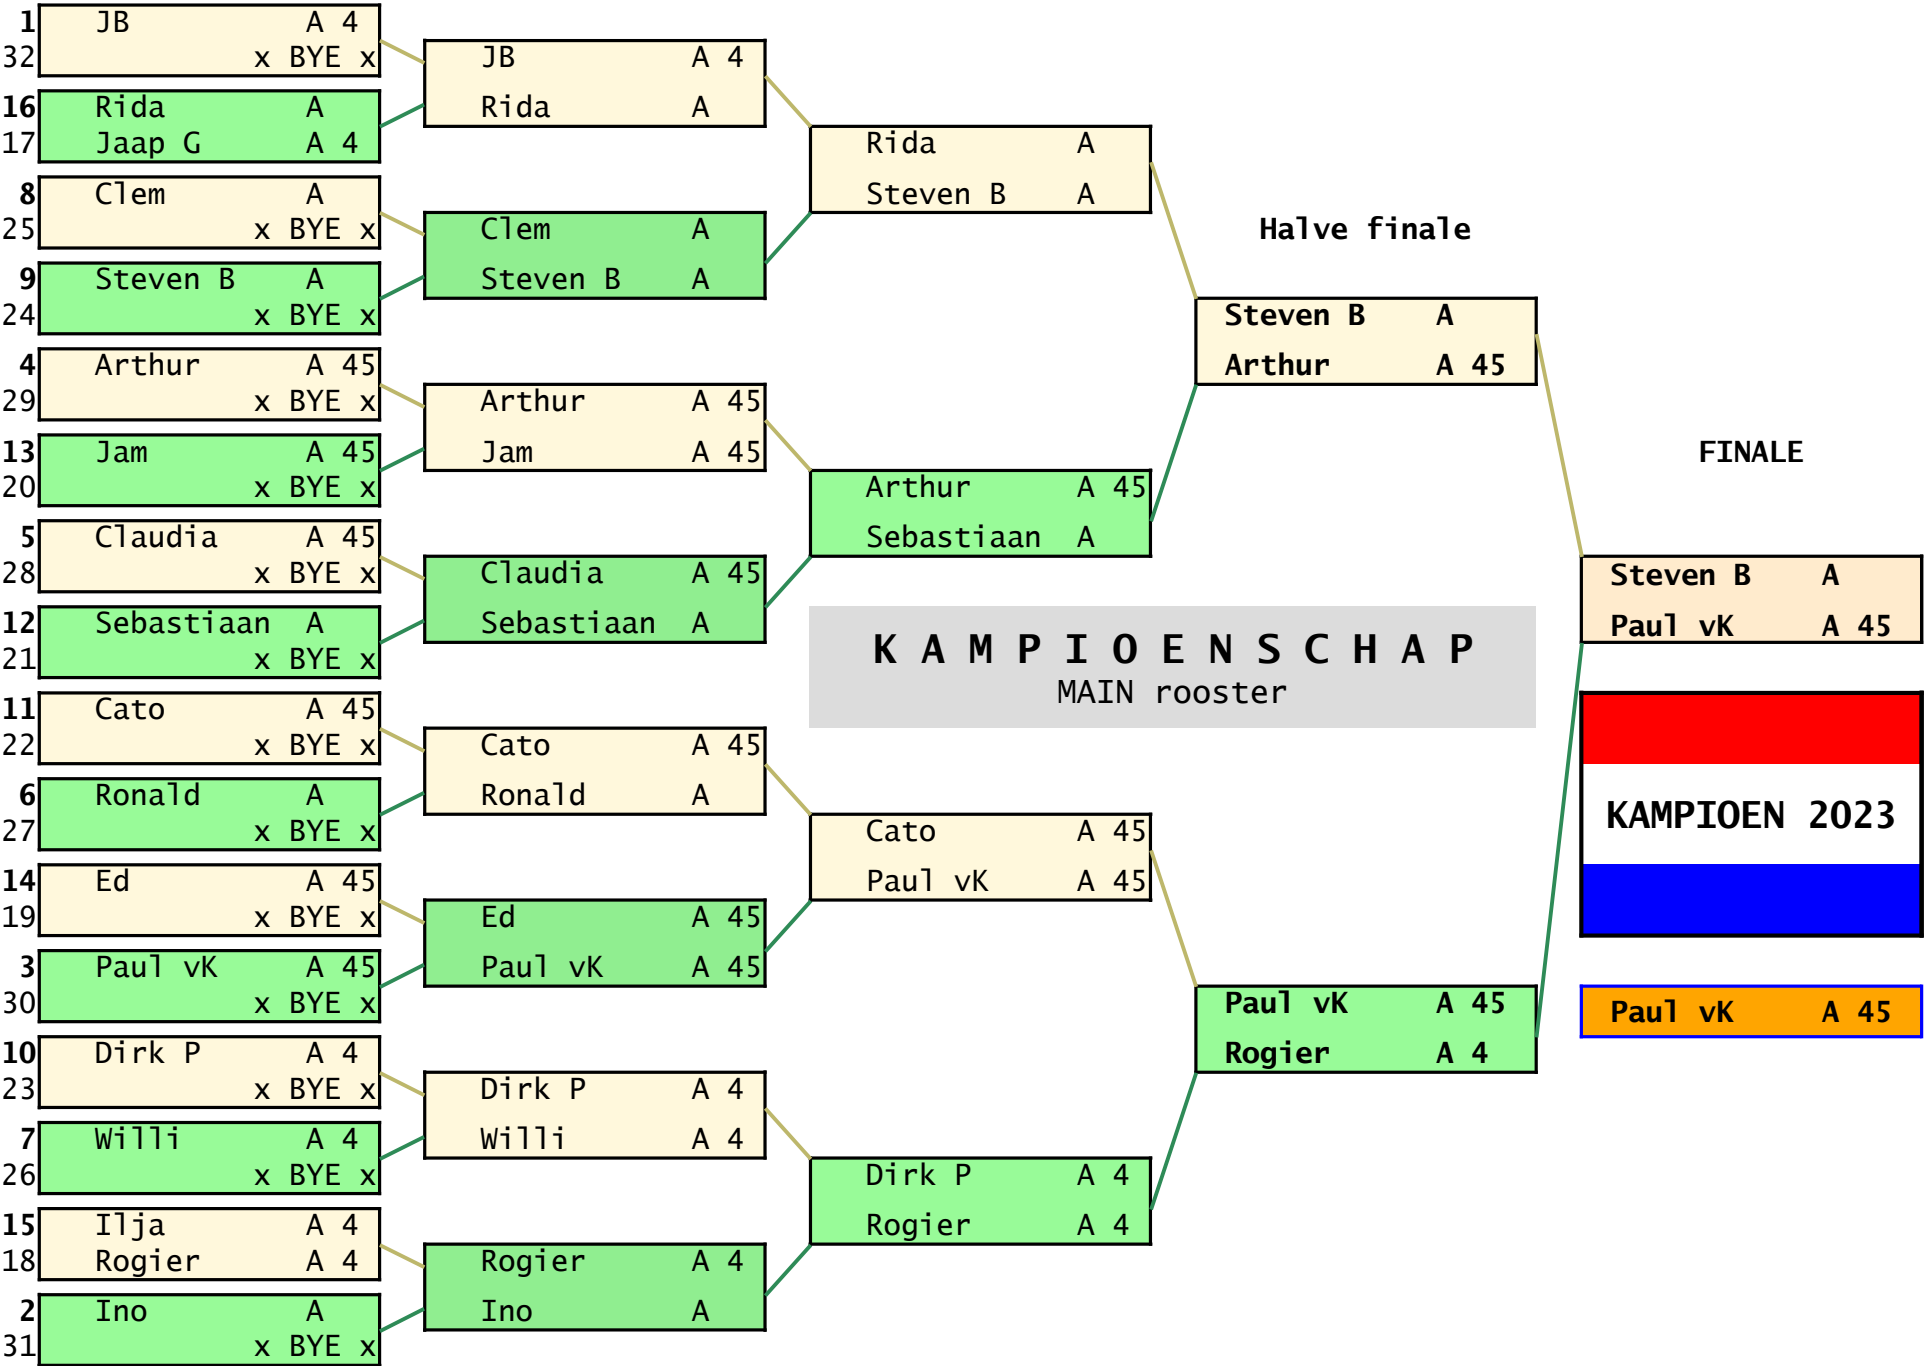 1 JB A 4
32 x BYE x
16 Rida A
17 Jaap G A 4
8 Clem A
25 x BYE x
9 Steven B A
24 x BYE x
4 Arthur A 45
29 x BYE x
13 Jam A 45
20 x BYE x
5 Claudia A 45
28 x BYE x
12 Sebastiaan A
21 x BYE x
11 Cato A 45
22 x BYE x
6 Ronald A
27 x BYE x
14 Ed A 45
19 x BYE x
3 Paul vK A 45
30 x BYE x
10 Dirk P A 4
23 x BYE x
7 Willi A 4
26 x BYE x
15 Ilja A 4
18 Rogier A 4
2 Ino A
31 x BYE x
JB A 4
Rida A
Clem A
Steven B A
Arthur A 45
Jam A 45
Claudia A 45
Sebastiaan A
Cato A 45
Ronald A
Ed A 45
Paul vK A 45
Dirk P A 4
Willi A 4
Rogier A 4
Ino A
Rida A
Steven B A
Arthur A 45
Sebastiaan A
KAMPIOENSCHAP
MAIN rooster
Cato A 45
Paul vK A 45
Dirk P A 4
Rogier A 4
Halve finale
Steven B A
Arthur A 45
Paul vK A 45
Rogier A 4
FINALE
Steven B A
Paul vK A 45
KAMPIOEN 2023
Paul vK A 45